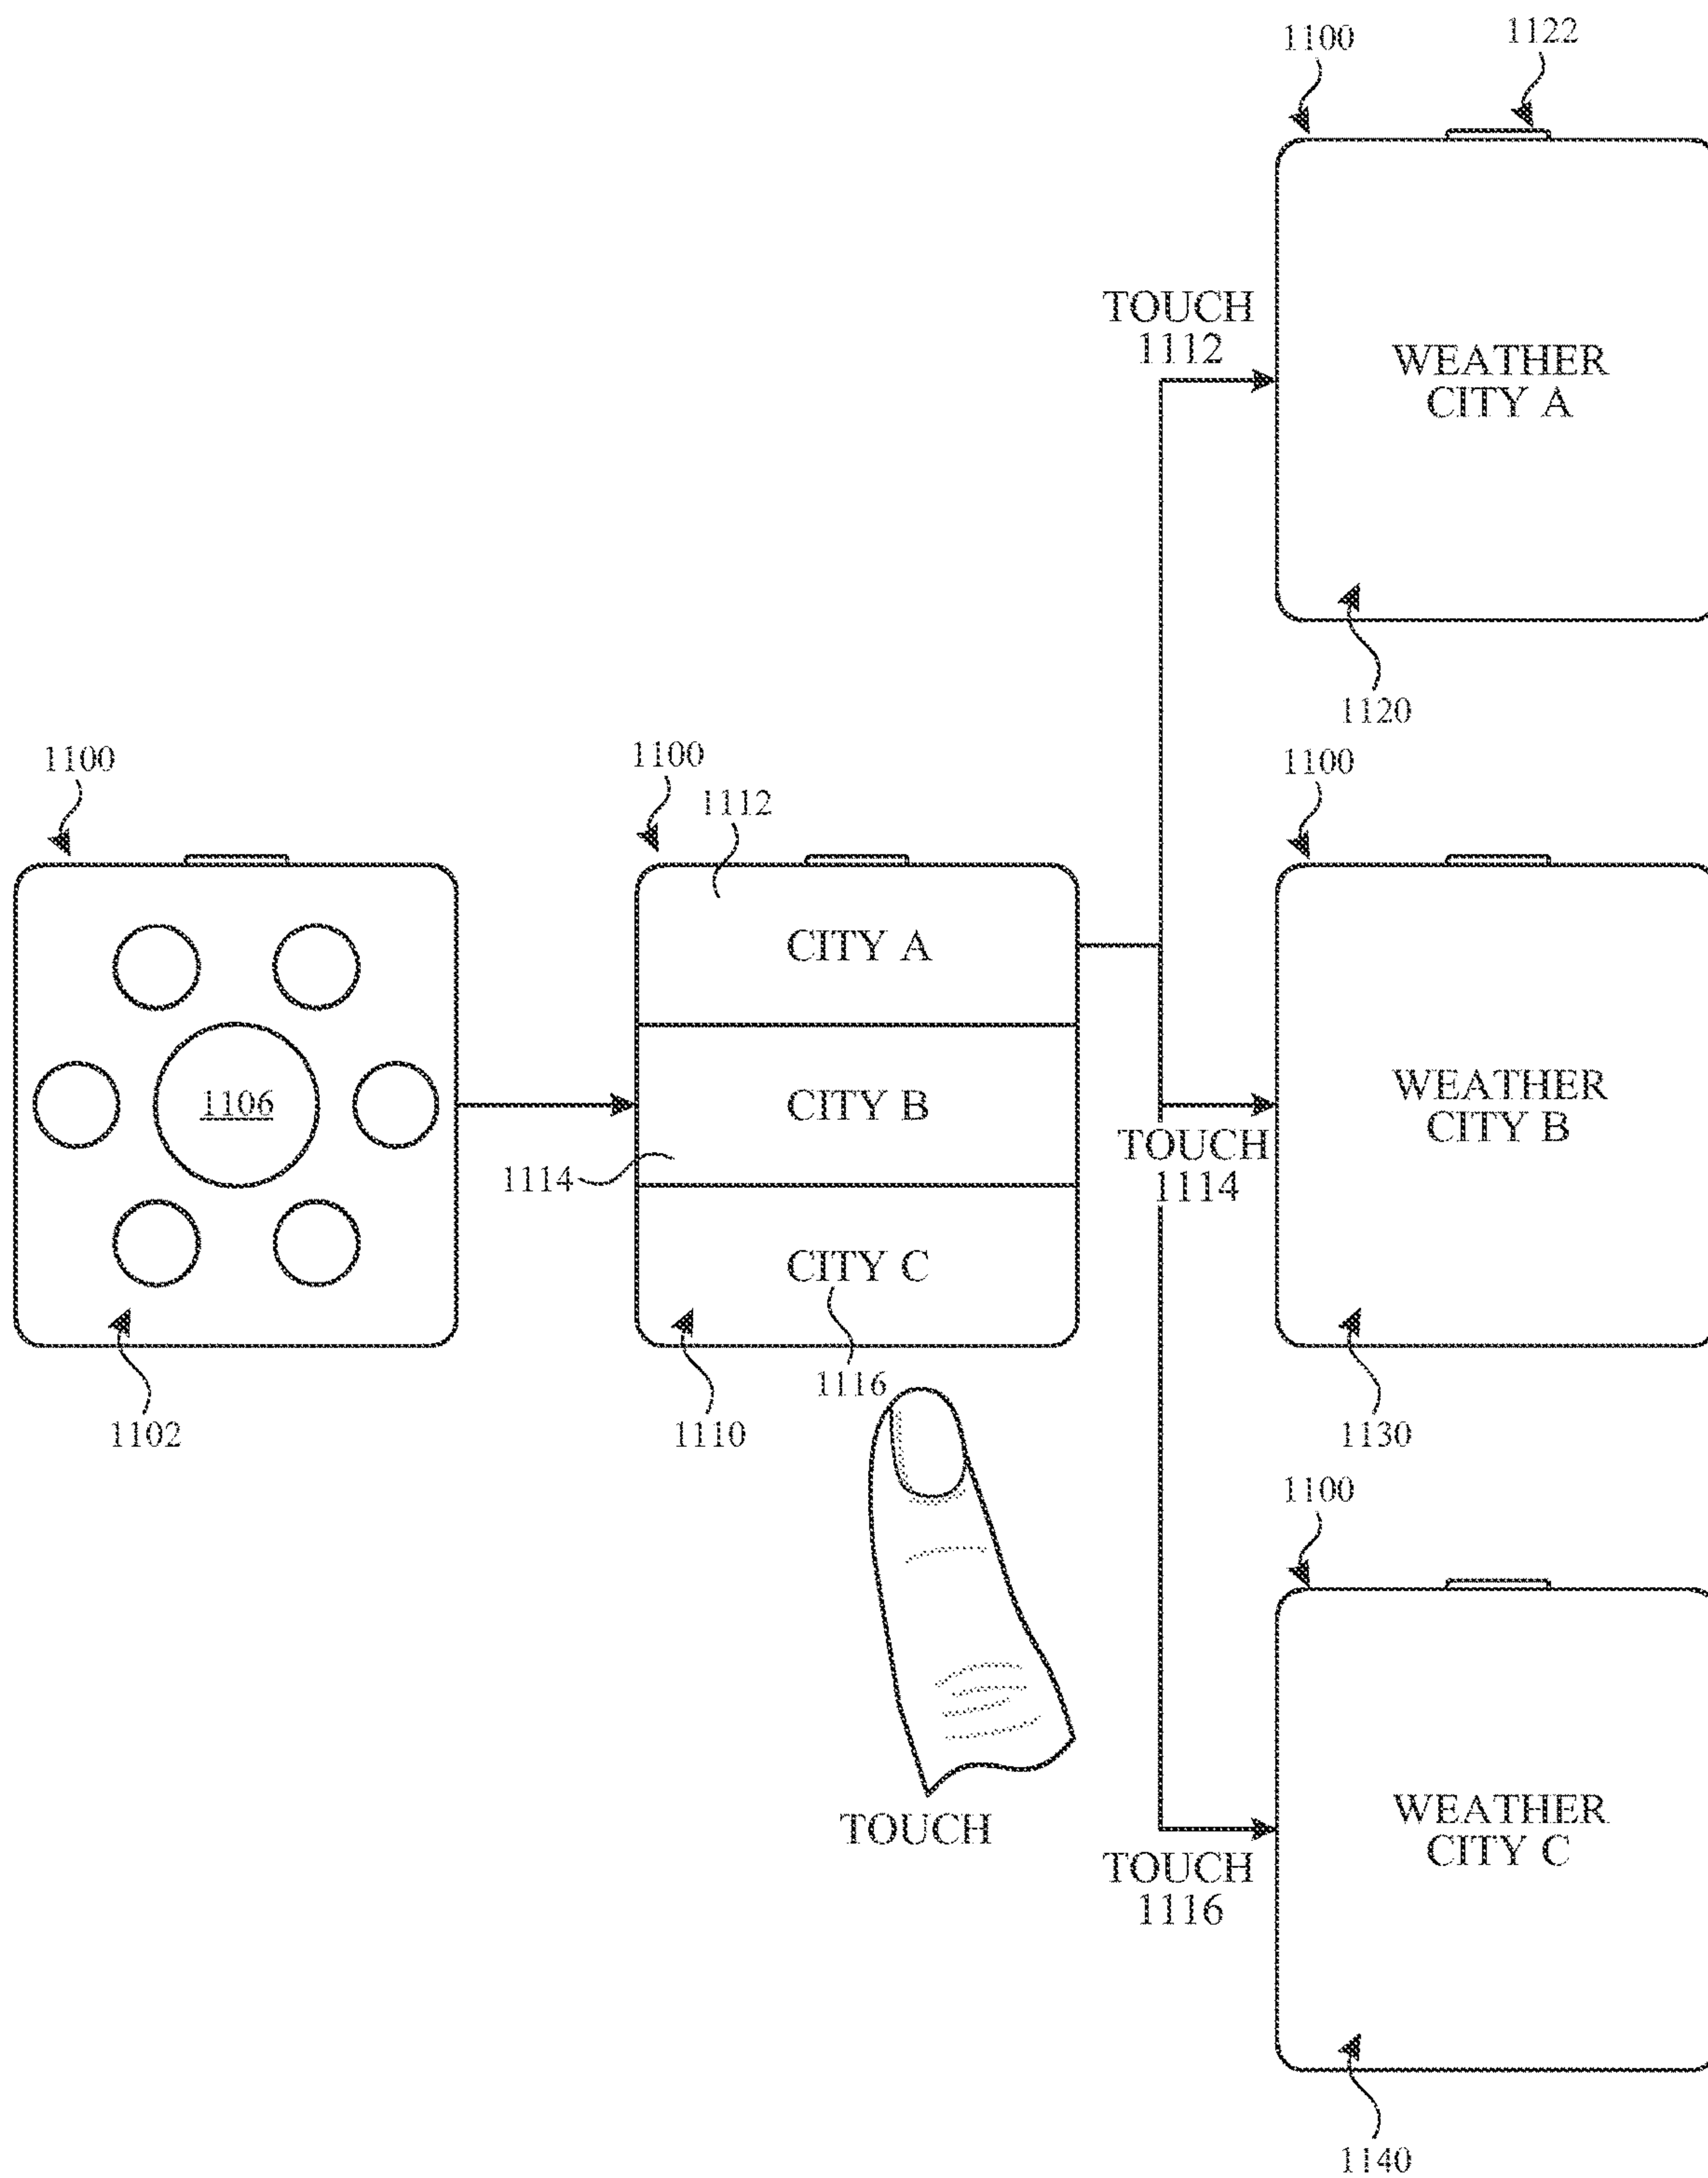 1100
1122
TOUCH
1112
WEATHER
CITY A
1120
1100
1100
1112
1100
CITY A
1106
CITY B
1114
CITY C
1116
1102
1110
TOUCH
1114
WEATHER
CITY B
1130
TOUCH
1100
TOUCH
1116
WEATHER
CITY C
1140